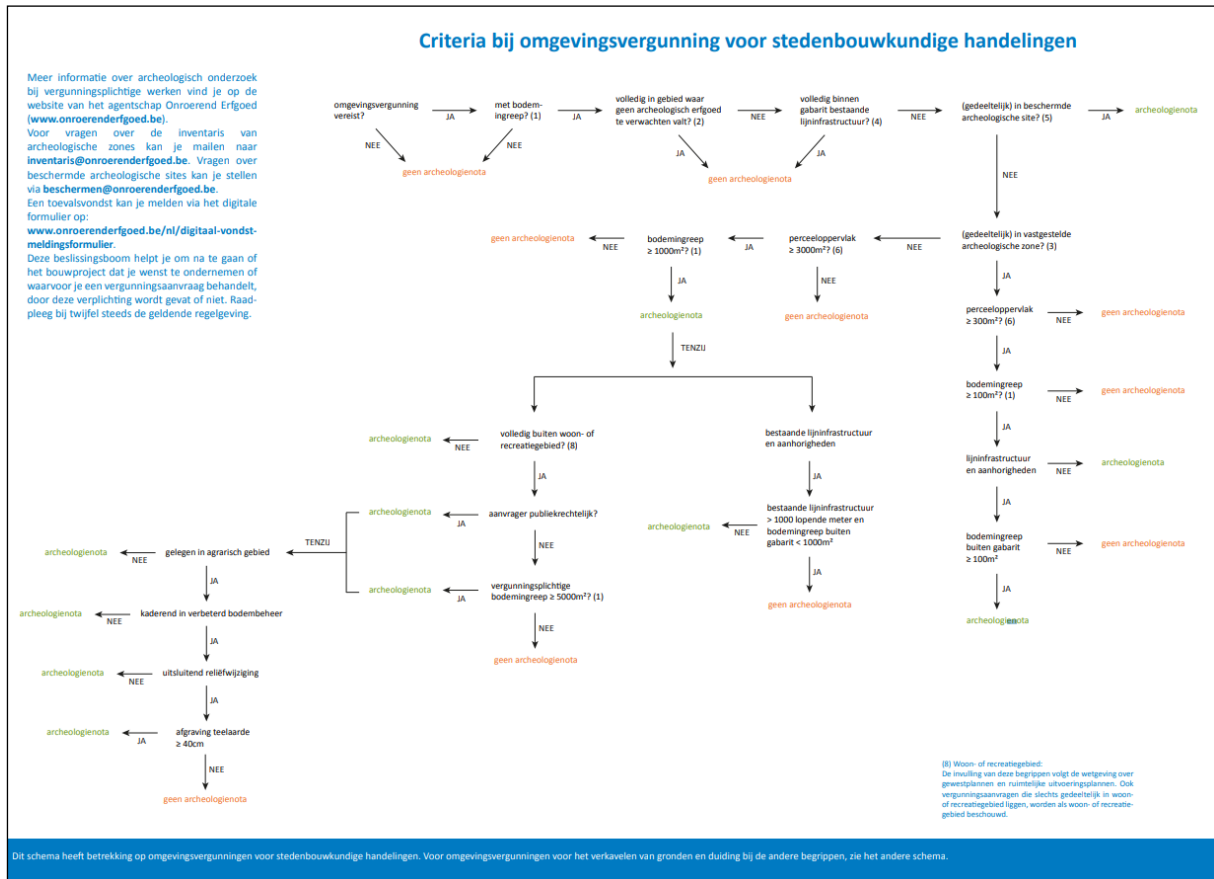 Criteria bij omgevingsvergunning voor stedenbouwkundige handelingen
Meer informatie over archeologisch onderzoek
bij vergunningsplichtige werken vind je op de
website van het agentschap Onroerend Erfgoed
(www.onroerenderfgoed.be).
Voor vragen over de inventaris van
archeologische zones kan je mailen naar
inventaris@onroerenderfgoed.be. Vragen over
beschermde archeologische sites kan je stellen
via beschermen@onroerenderfgoed.be.
Een toevalsvondst kan je melden via het digitale
formulier op:
www.onroerenderfgoed.be/nl/digitaal-vondst-
meldingsformulier.
Deze beslissingsboom helpt je om na te gaan of
het bouwproject dat je wenst te ondernemen of
waarvoor je een vergunningsaanvraag behandelt,
door deze verplichting wordt gevat of niet. Raad-
pleeg bij twijfel steeds de geldende regelgeving.
omgevingsvergunning
vereist?
JA
NEE
met bodem-
ingreep? (1)
JA
NEE
geen archeologienota
volledig in gebied waar
geen archeologisch erfgoed
te verwachten valt? (2)
NEE
JA
volledig binnen
gabarit bestaande
lijninfrastructuur? (4)
NEE
JA
geen archeologienota
(gedeeltelijk) in beschermde
archeologische site? (5)
JA
archeologienota
NEE
(gedeeltelijk) in vastgestelde
archeologische zone? (3)
NEE
perceeloppervlak
≥ 3000m²? (6)
JA
bodemingreep
≥ 1000m²? (1)
NEE
geen archeologienota
JA
archeologienota
NEE
geen archeologienota
JA
perceeloppervlak
≥ 300m²? (6)
NEE
geen archeologienota
JA
bodemingreep
≥ 100m²? (1)
NEE
geen archeologienota
JA
lijninfrastructuur
en aanhorigheden
NEE
archeologienota
JA
bodemingreep
buiten gabarit
≥ 100m²
NEE
geen archeologienota
JA
archeologienota
TENZIJ
volledig buiten woon- of
recreatiegebied? (8)
NEE
archeologienota
JA
aanvrager publiekrechtelijk?
JA
archeologienota
NEE
vergunningsplichtige
bodemingreep ≥ 5000m²? (1)
JA
archeologienota
NEE
geen archeologienota
bestaande lijninfrastructuur
en aanhorigheden
JA
bestaande lijninfrastructuur
> 1000 lopende meter en
bodemingreep buiten
gabarit < 1000m²
NEE
archeologienota
JA
geen archeologienota
TENZIJ
gelegen in agrarisch gebied
NEE
archeologienota
JA
kaderend in verbeterd bodembeheer
NEE
archeologienota
JA
uitsluitend reliëfwijziging
NEE
archeologienota
JA
afgraving teelaarde
≥ 40cm
JA
archeologienota
NEE
geen archeologienota
(8) Woon- of recreatiegebied:
De invulling van deze begrippen volgt de wetgeving over
gewestplannen en ruimtelijke uitvoeringsplannen. Ook
vergunningsaanvragen die slechts gedeeltelijk in woon-
of recreatiegebied liggen, worden als woon- of recreatie-
gebied beschouwd.
Dit schema heeft betrekking op omgevingsvergunningen voor stedenbouwkundige handelingen. Voor omgevingsvergunningen voor het verkavelen van gronden en duiding bij de andere begrippen, zie het andere schema.